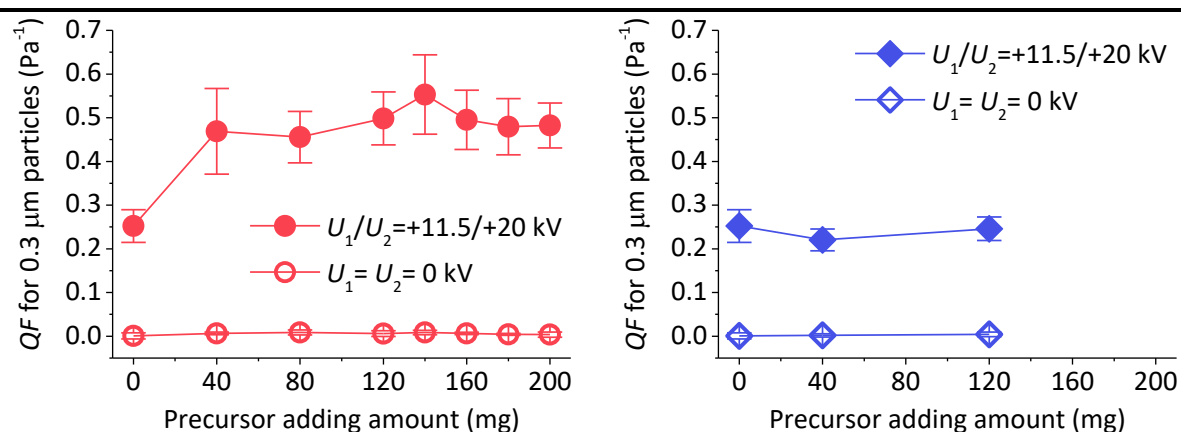 QF for 0.3 μm particles (Pa⁻¹)
0.7
0.6
0.5
0.4
0.3
0.2
0.1
0.0
U₁/U₂=+11.5/+20 kV
U₁= U₂= 0 kV
0 40 80 120 160 200
Precursor adding amount (mg)
QF for 0.3 μm particles (Pa⁻¹)
0.7
0.6
0.5
0.4
0.3
0.2
0.1
0.0
U₁/U₂=+11.5/+20 kV
U₁= U₂= 0 kV
0 40 80 120 160 200
Precursor adding amount (mg)